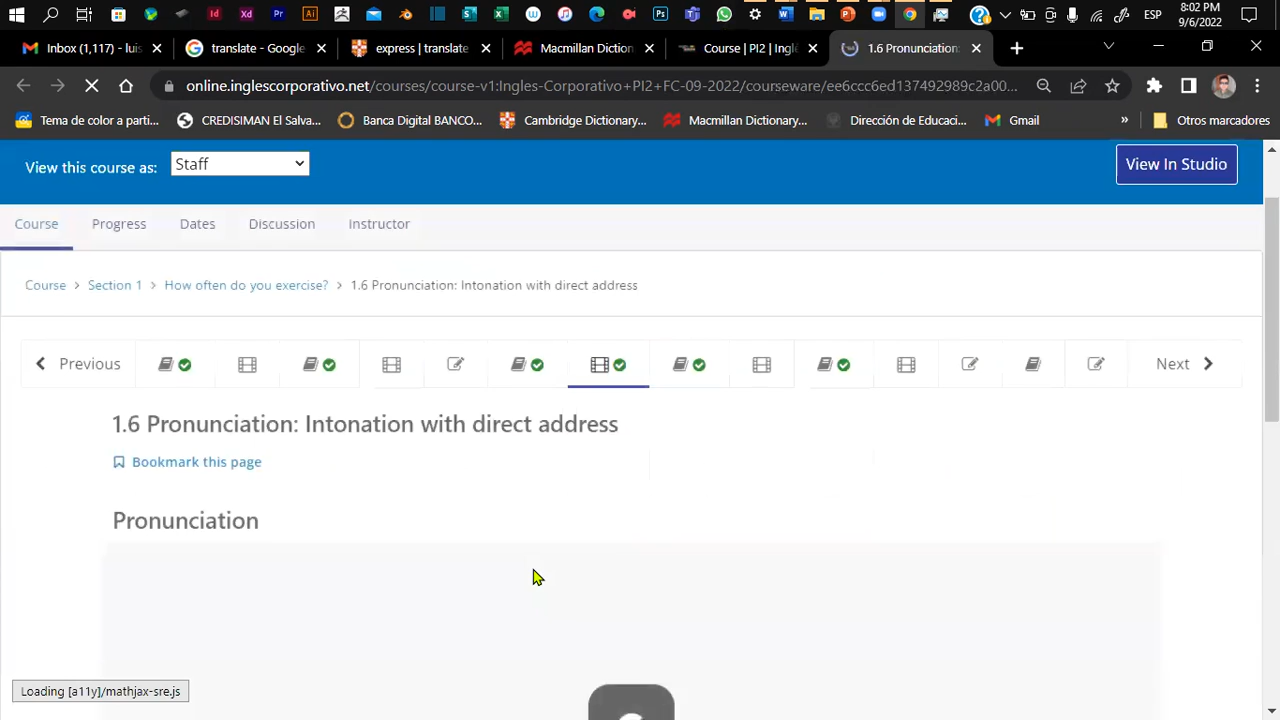 8:02 PM
ESP
9/6/2022
Inbox (1,117) - luis
translate - Google
express | translate
Macmillan Diction
Course | PI2 | Inglé
1.6 Pronunciation:
online.inglescorporativo.net/courses/course-v1:Ingles-Corporativo+PI2+FC-09-2022/courseware/ee6ccc6ed137492989c2a00...
Tema de color a parti...
CREDISIMAN El Salva...
Banca Digital BANCO...
Cambridge Dictionary...
Macmillan Dictionary...
Dirección de Educaci...
Gmail
»
Otros marcadores
View this course as:
Staff
View In Studio
Course
Progress
Dates
Discussion
Instructor
Course > Section 1 > How often do you exercise? > 1.6 Pronunciation: Intonation with direct address
Previous
Next
1.6 Pronunciation: Intonation with direct address
Bookmark this page
Pronunciation
Loading [a11y]/mathjax-sre.js